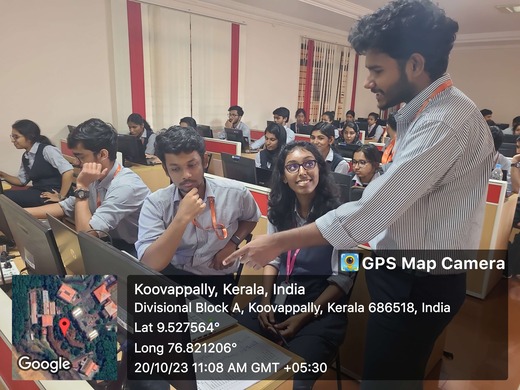 GPS Map Camera
Koovappally, Kerala, India
Divisional Block A, Koovappally, Kerala 686518, India
Lat 9.527564°
Long 76.821206°
20/10/23 11:08 AM GMT +05:30
Google